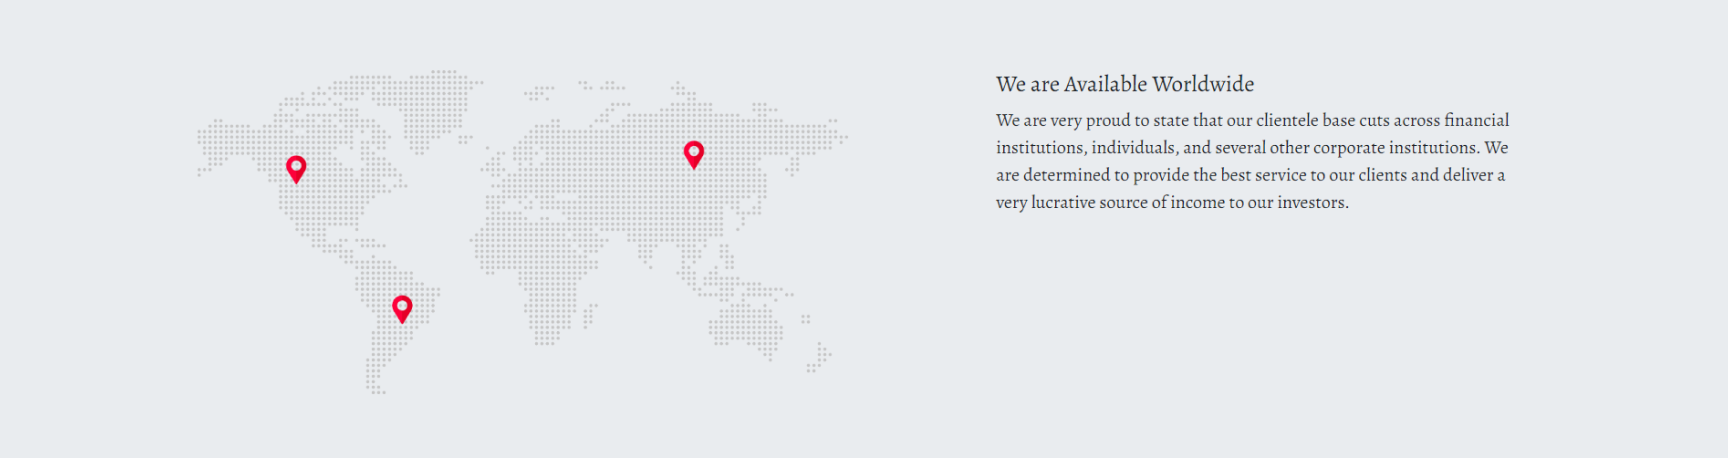 We are Available Worldwide
We are very proud to state that our clientele base cuts across financial
institutions, individuals, and several other corporate institutions. We
are determined to provide the best service to our clients and deliver a
very lucrative source of income to our investors.